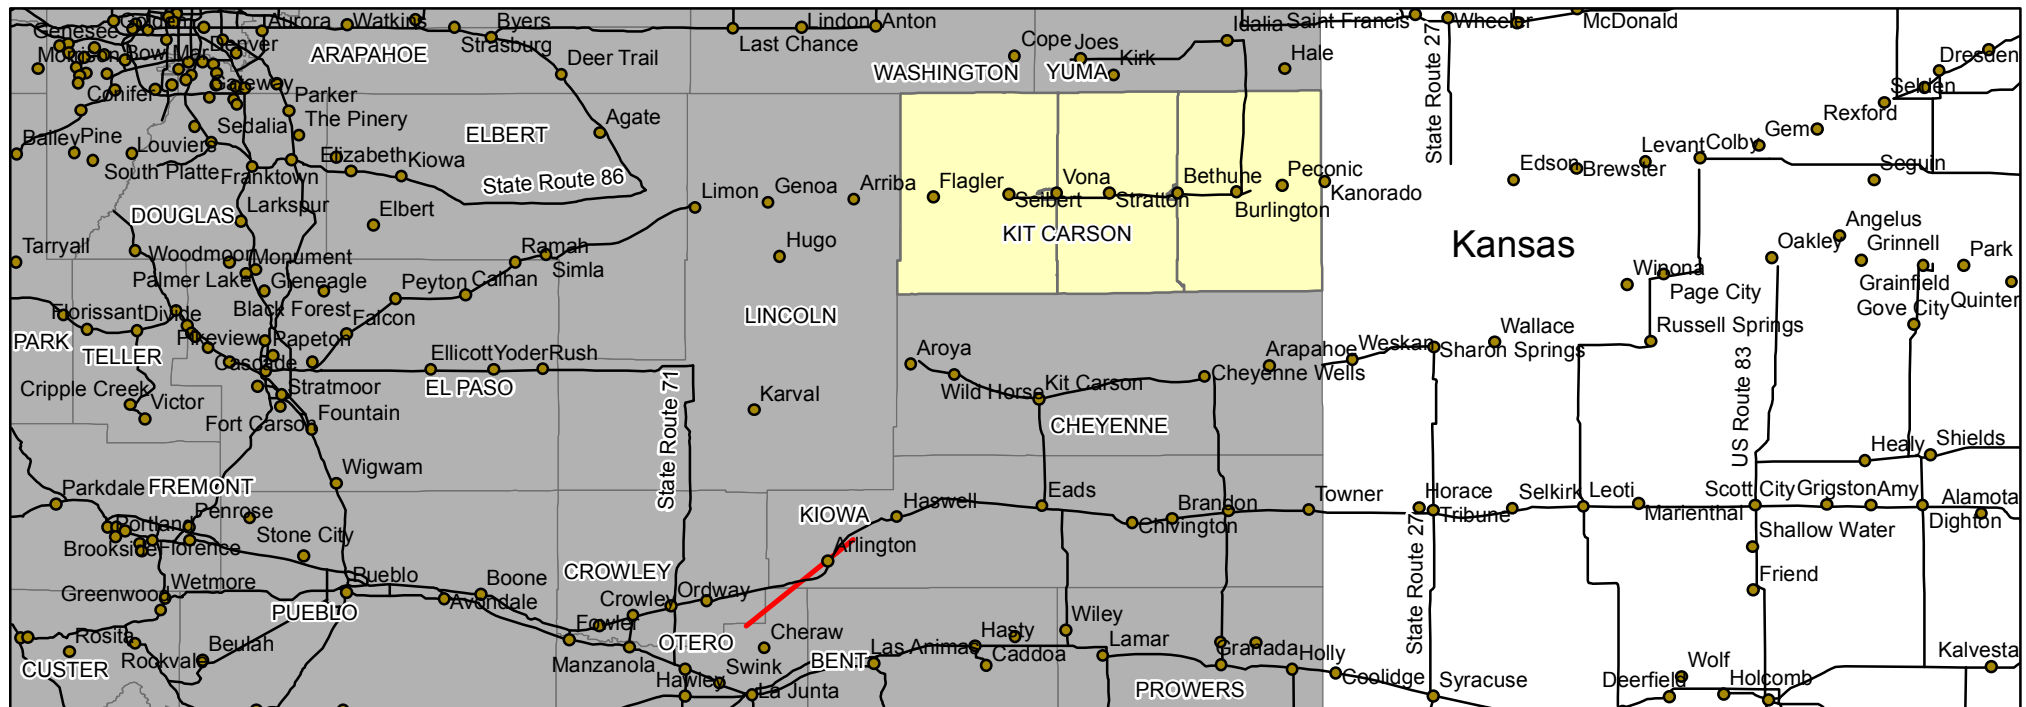 Golden
Aurora
Watkins
Byers
Lindon
Anton
Idalia
Saint Francis
Wheeler
McDonald
Genesee
Denver
Strasburg
Last Chance
State Route 27
Morrison
Bow Mar
ARAPAHOE
Deer Trail
Cope
Joes
Kirk
Hale
Dresden
WASHINGTON
YUMA
Gateway
Conifer
Parker
Selden
Sedalia
The Pinery
ELBERT
Agate
Rexford
Bailey
Pine
Louviers
Elizabeth
Kiowa
Levant
Colby
Gem
South Platte
Franktown
State Route 86
Limon
Genoa
Arriba
Flagler
Vona
Bethune
Peconic
Edson
Brewster
Seguin
Seibert
Stratton
Kanorado
DOUGLAS
Larkspur
Elbert
Burlington
KIT CARSON
Kansas
Angelus
Tarryall
Woodmoor
Monument
Ramah
Hugo
Oakley
Grinnell
Park
Palmer Lake
Gleneagle
Peyton
Calhan
Simla
Winona
Page City
Grainfield
Quinter
Florissant
Divide
Black Forest
Falcon
LINCOLN
Gove City
PARK
TELLER
Pikeview
Papeton
Wallace
Russell Springs
Cascade
Ellicott
Yoder
Rush
Aroya
Arapahoe
Weskan
Sharon Springs
Cripple Creek
Victor
Stratmoor
EL PASO
State Route 71
Karval
Wild Horse
Kit Carson
Cheyenne Wells
US Route 83
Fort Carson
Fountain
CHEYENNE
Healy
Shields
Wigwam
Parkdale
FREMONT
Penrose
Haswell
Eads
Brandon
Towner
Horace
Selkirk
Leoti
Scott City
Grigston
Amy
Alamota
Portland
KIOWA
Chivington
Tribune
Marienthal
Dighton
Brookside
Florence
Stone City
Arlington
Shallow Water
State Route 27
Greenwood
Wetmore
Pueblo
Boone
CROWLEY
Ordway
Friend
PUEBLO
Avondale
Crowley
Fowler
Wiley
Rosita
Beulah
OTERO
Cheraw
Las Animas
Hasty
Lamar
Granada
Holly
Kalvesta
CUSTER
Rockvale
Manzanola
Swink
BENT
Caddoa
Coolidge
Wolf
Hawley
La Junta
PROWERS
Syracuse
Deerfield
Holcomb